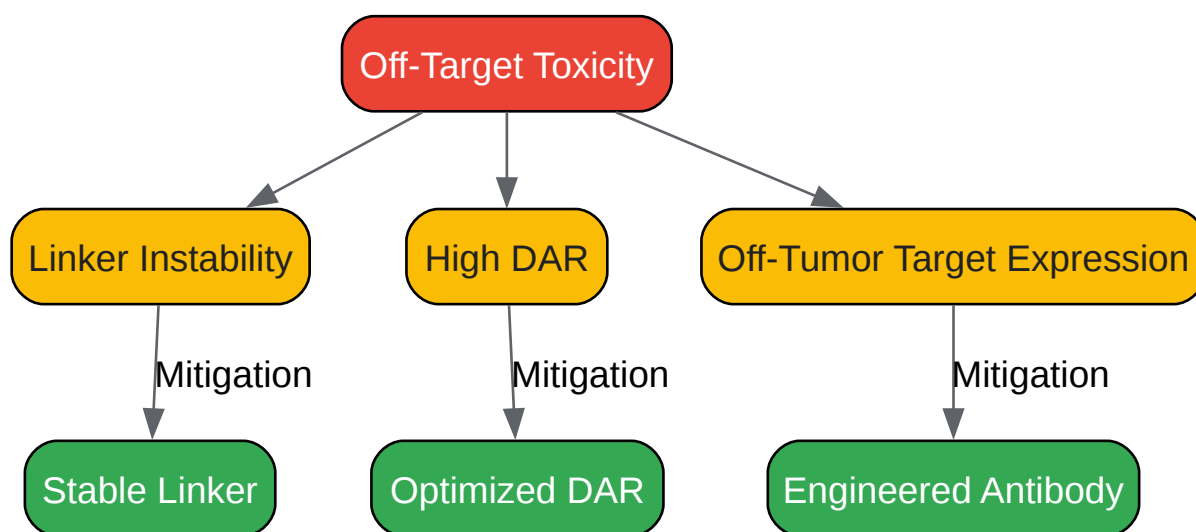 Off-Target Toxicity
Linker Instability
High DAR
Off-Tumor Target Expression
Mitigation
Mitigation
Mitigation
Stable Linker
Optimized DAR
Engineered Antibody